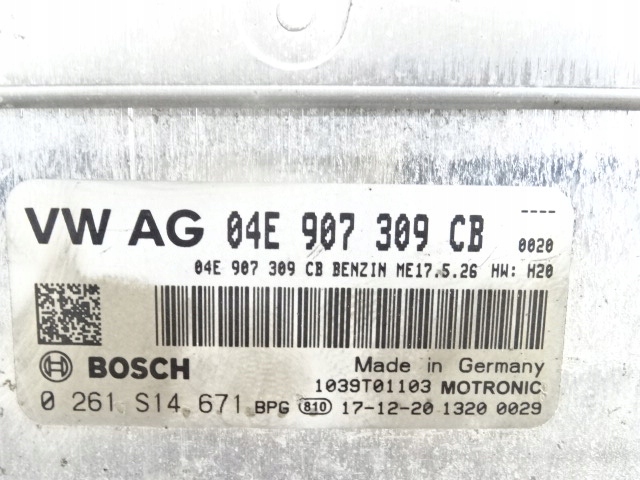 VW AG 04E 907 309 CB ---- 0020
04E 907 309 CB BENZIN ME17.5.26 HW: H20
BOSCH Made in Germany
1039T01103 MOTRONIC
0 261 S14 671 BPG 810 17-12-20 1320 0029